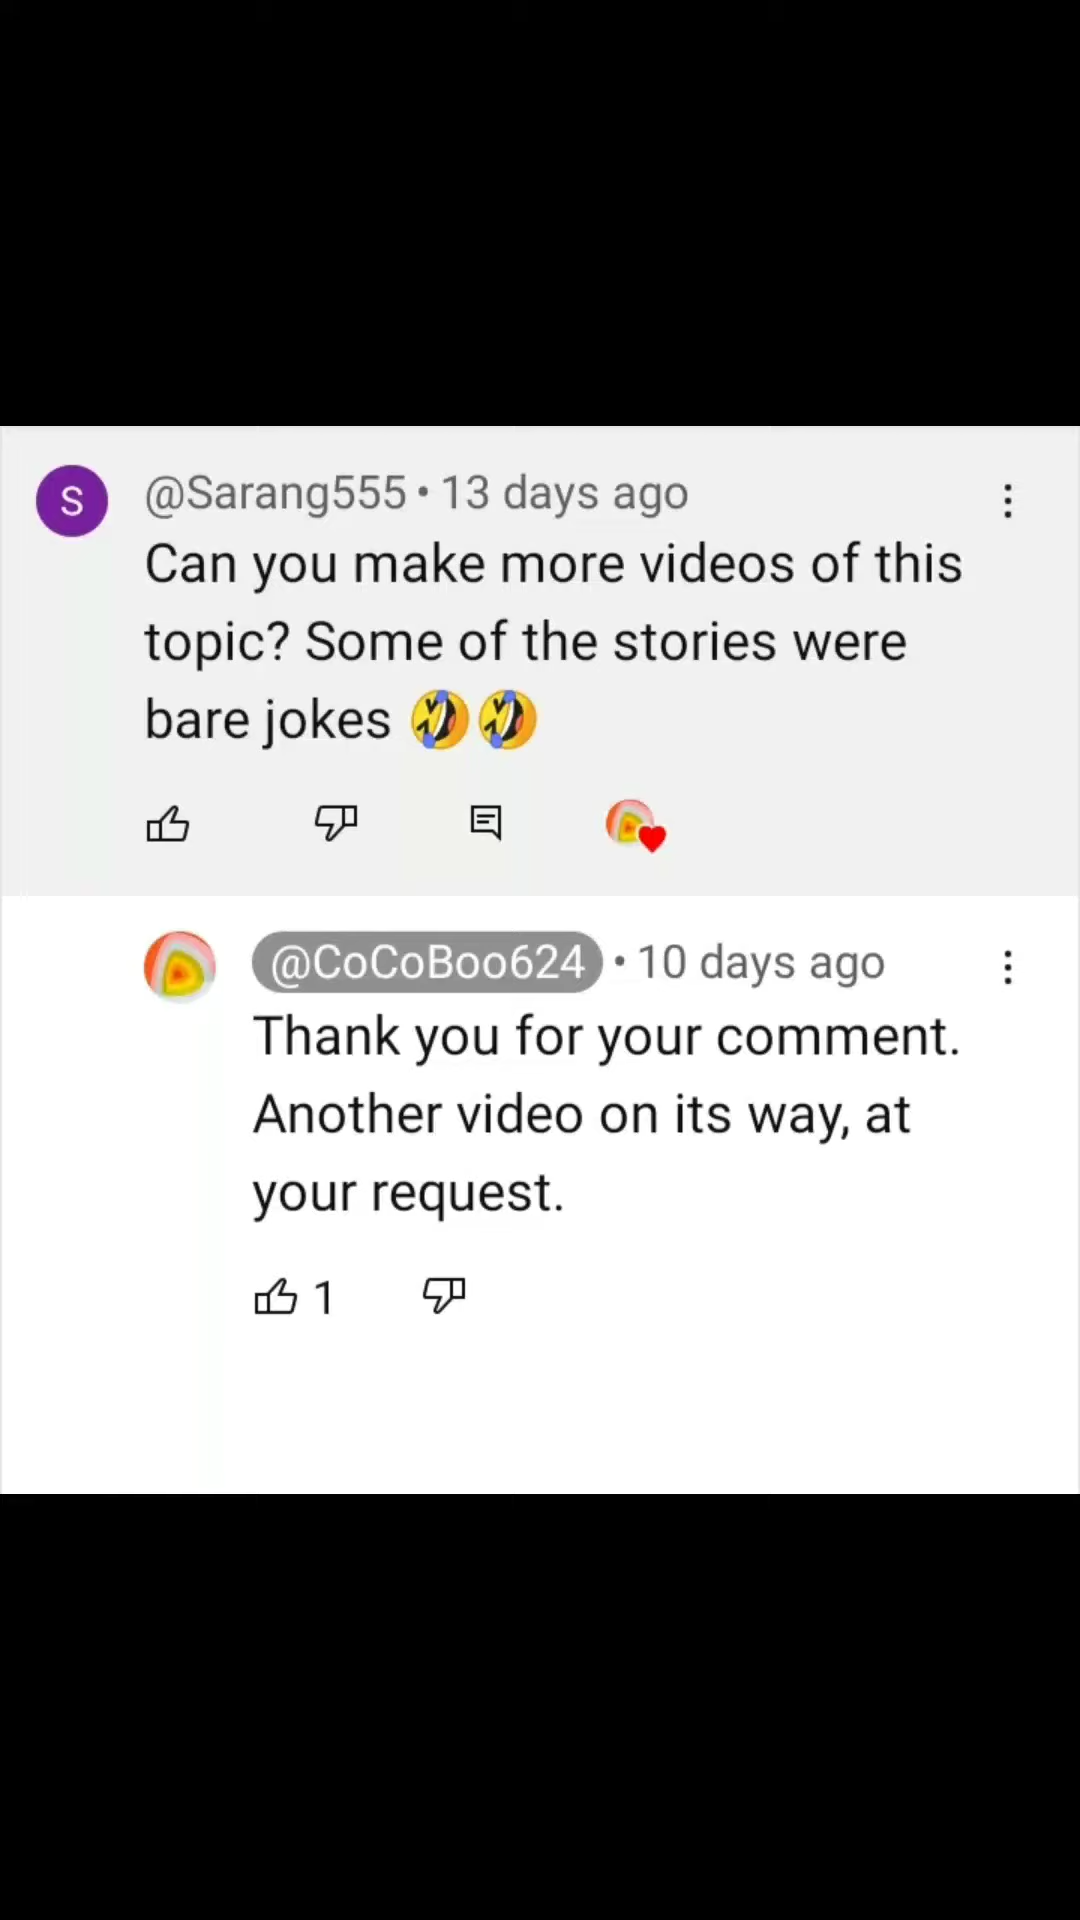 S
@Sarang555 • 13 days ago
Can you make more videos of this
topic? Some of the stories were
bare jokes 🤣🤣
@CoCoBoo624 • 10 days ago
Thank you for your comment.
Another video on its way, at
your request.
1